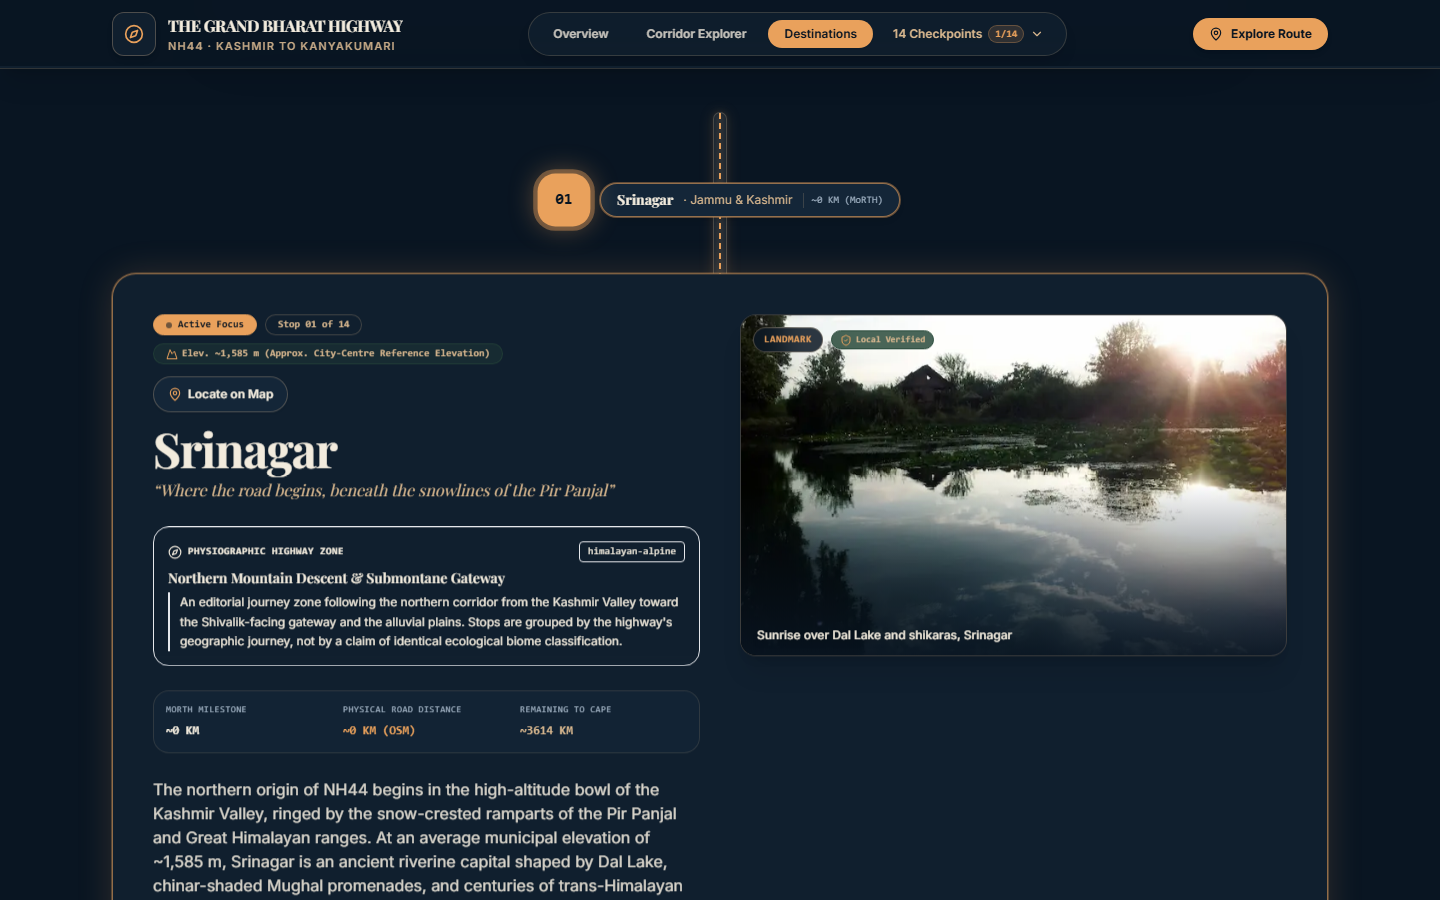 THE GRAND BHARAT HIGHWAY
NH44 · KASHMIR TO KANYAKUMARI
Overview
Corridor Explorer
Destinations
14 Checkpoints 1/14
Explore Route
01
Srinagar · Jammu & Kashmir ~0 KM (MoRTH)
Active Focus
Stop 01 of 14
Elev. ~1,585 m (Approx. City-Centre Reference Elevation)
Locate on Map
Srinagar
“Where the road begins, beneath the snowlines of the Pir Panjal”
PHYSIOGRAPHIC HIGHWAY ZONE
himalayan-alpine
Northern Mountain Descent & Submontane Gateway
An editorial journey zone following the northern corridor from the Kashmir Valley toward
the Shivalik-facing gateway and the alluvial plains. Stops are grouped by the highway's
geographic journey, not by a claim of identical ecological biome classification.
MORTH MILESTONE
~0 KM
PHYSICAL ROAD DISTANCE
~0 KM (OSM)
REMAINING TO CAPE
~3614 KM
The northern origin of NH44 begins in the high-altitude bowl of the
Kashmir Valley, ringed by the snow-crested ramparts of the Pir Panjal
and Great Himalayan ranges. At an average municipal elevation of
~1,585 m, Srinagar is an ancient riverine capital shaped by Dal Lake,
chinar-shaded Mughal promenades, and centuries of trans-Himalayan
LANDMARK
Local Verified
Sunrise over Dal Lake and shikaras, Srinagar